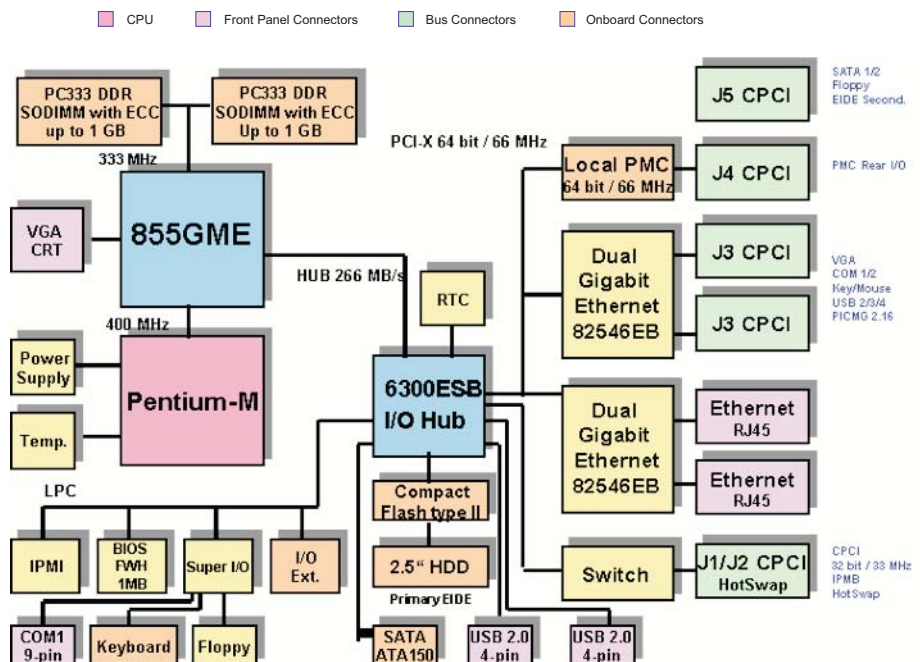 CPU
Front Panel Connectors
Bus Connectors
Onboard Connectors
PC333 DDR
SODIMM with ECC
up to 1 GB
PC333 DDR
SODIMM with ECC
Up to 1 GB
333 MHz
J5 CPCI
SATA 1/2
Floppy
EIDE Second.
PCI-X 64 bit / 66 MHz
Local PMC
64 bit / 66 MHz
J4 CPCI
PMC Rear I/O
VGA
CRT
855GME
HUB 266 MB/s
RTC
Dual
Gigabit
Ethernet
82546EB
J3 CPCI
J3 CPCI
VGA
COM 1/2
Key/Mouse
USB 2/3/4
PICMG 2.16
400 MHz
Power
Supply
Temp.
Pentium-M
6300ESB
I/O Hub
Dual
Gigabit
Ethernet
82546EB
Ethernet
RJ45
Ethernet
RJ45
LPC
Compact
Flash type II
2.5“ HDD
Primary EIDE
IPMI
BIOS
FWH
1MB
Super I/O
I/O
Ext.
Switch
J1/J2 CPCI
HotSwap
CPCI
32 bit / 33 MHz
IPMB
HotSwap
COM1
9-pin
Keyboard
Floppy
SATA
ATA150
USB 2.0
4-pin
USB 2.0
4-pin